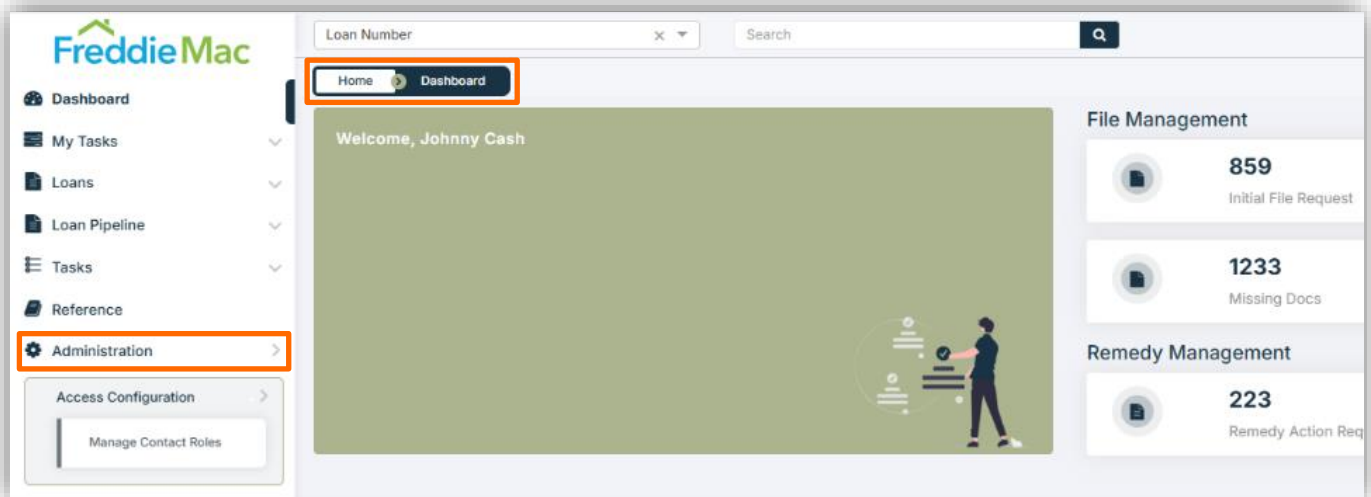 Freddie Mac
Dashboard
My Tasks
Loans
Loan Pipeline
Tasks
Reference
Administration
Access Configuration
Manage Contact Roles
Loan Number
Search
Home
Dashboard
Welcome, Johnny Cash
File Management
859
Initial File Request
1233
Missing Docs
Remedy Management
223
Remedy Action Req